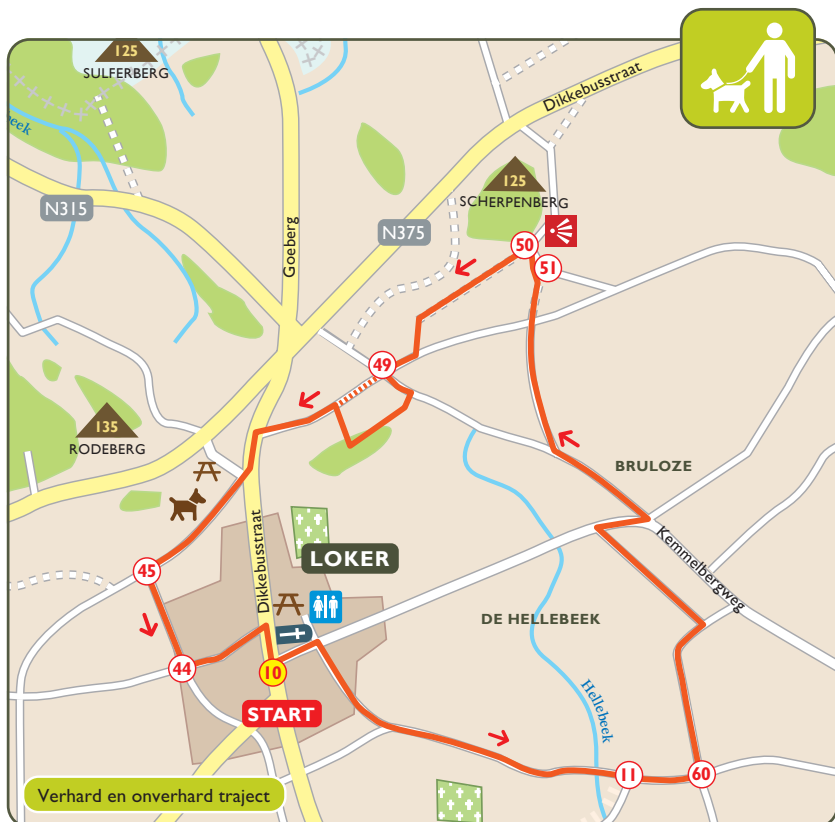 125
SULFERBERG
beek
Dikkebusstraat
N315
Goeberg
N375
125
SCHERPENBERG
50
51
49
135
RODEBERG
BRULOZE
Dikkebusstraat
LOKER
Kemmelbergweg
45
DE HELLEBEEK
44
10
START
Hellebeek
11
60
Verhard en onverhard traject